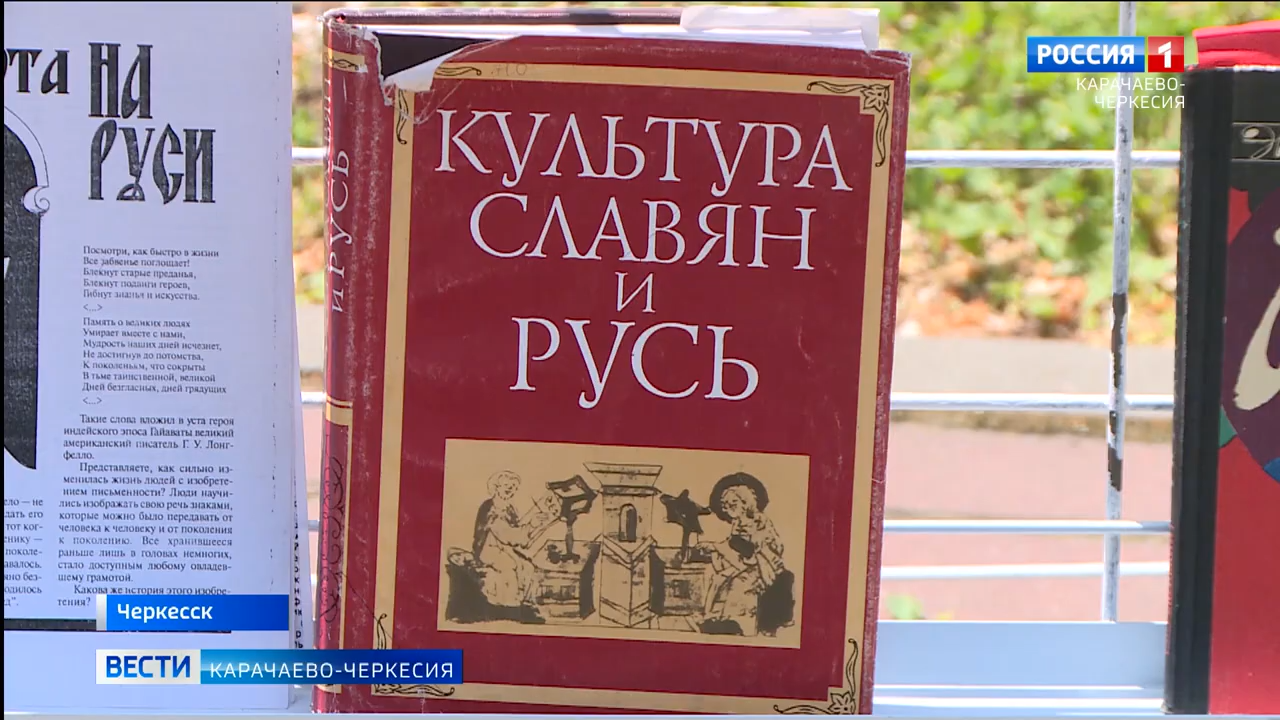 рта НА
РУСИ
Посмотри, как быстро в жизни
Все забвенье поглощает!
Блекнут старые преданья,
Блекнут подвиги героев,
Гибнут знанья и искусства.
<...>
Память о великих людях
Умирает вместе с нами,
Мудрость наших дней исчезнет,
Не достигнув до потомства,
К поколеньям, что сокрыты
В тьме таинственной, великой
Дней безгласных, дней грядущих
<...>
Такие слова вложил в уста героя
индейского эпоса Гайаваты великий
американский писатель Г. У. Лонг-
фелло.
Представляете, как сильно из-
менилась жизнь людей с изобрете-
нием письменности? Люди научи-
лись изображать свою речь знаками,
которые можно было передавать от
человека к человеку и от поколения
к поколению. Все хранившееся
раньше лишь в головах немногих,
стало доступным любому овладев-
шему грамотой.
Какова же история этого изобре-
тения?
И РУСЬ
КУЛЬТУРА
СЛАВЯН
И
РУСЬ
РОССИЯ 1
КАРАЧАЕВО-
ЧЕРКЕСИЯ
Черкесск
ВЕСТИ КАРАЧАЕВО-ЧЕРКЕСИЯ